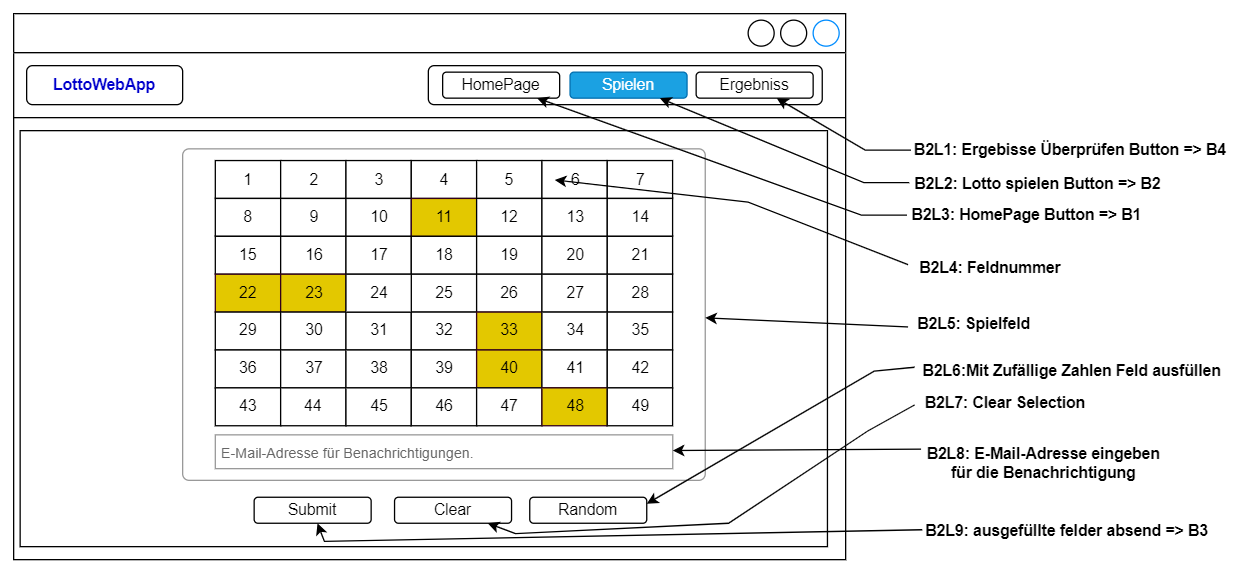 LottoWebApp
HomePage Spielen Ergebniss
1 2 3 4 5 6 7
8 9 10 11 12 13 14
15 16 17 18 19 20 21
22 23 24 25 26 27 28
29 30 31 32 33 34 35
36 37 38 39 40 41 42
43 44 45 46 47 48 49
E-Mail-Adresse für Benachrichtigungen.
Submit Clear Random
B2L1: Ergebisse Überprüfen Button => B4
B2L2: Lotto spielen Button => B2
B2L3: HomePage Button => B1
B2L4: Feldnummer
B2L5: Spielfeld
B2L6:Mit Zufällige Zahlen Feld ausfüllen
B2L7: Clear Selection
B2L8: E-Mail-Adresse eingeben
für die Benachrichtigung
B2L9: ausgefüllte felder absend => B3